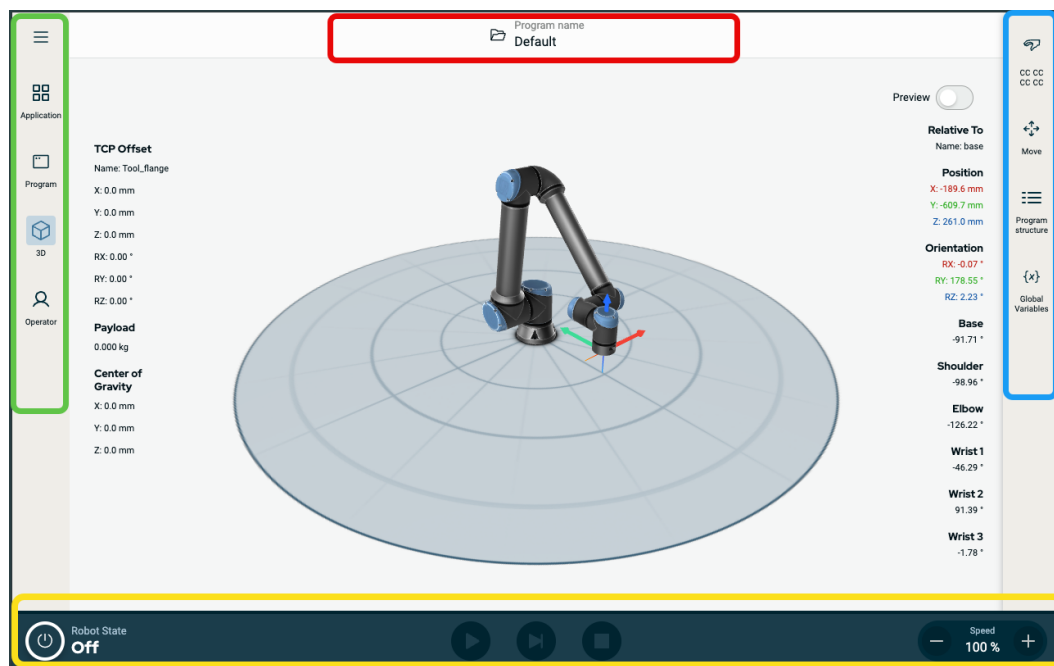 Program name
Default
Application
Program
3D
Operator
TCP Offset
Name: Tool_flange
X: 0.0 mm
Y: 0.0 mm
Z: 0.0 mm
RX: 0.00 °
RY: 0.00 °
RZ: 0.00 °
Payload
0.000 kg
Center of
Gravity
X: 0.0 mm
Y: 0.0 mm
Z: 0.0 mm
Preview
Relative To
Name: base
Position
X: -189.6 mm
Y: -609.7 mm
Z: 261.0 mm
Orientation
RX: -0.07 °
RY: 178.55 °
RZ: 2.23 °
Base
-91.71 °
Shoulder
-98.96 °
Elbow
-126.22 °
Wrist 1
-46.29 °
Wrist 2
91.39 °
Wrist 3
-1.78 °
CC CC
CC CC
Move
Program
structure
{x}
Global
Variables
Robot State
Off
Speed
100 %